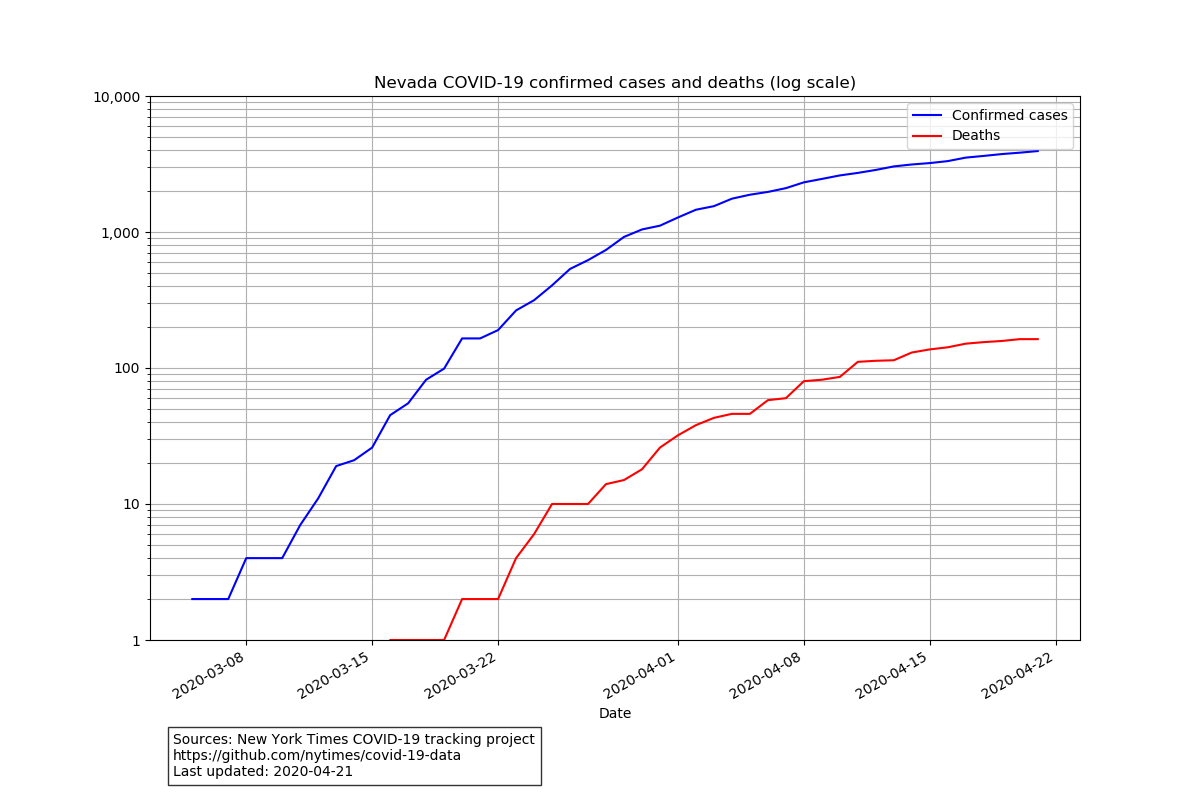 Nevada COVID-19 confirmed cases and deaths (log scale)
10,000
1,000
100
10
1
Confirmed cases
Deaths
2020-03-08
2020-03-15
2020-03-22
2020-04-01
2020-04-08
2020-04-15
2020-04-22
Date
Sources: New York Times COVID-19 tracking project
https://github.com/nytimes/covid-19-data
Last updated: 2020-04-21